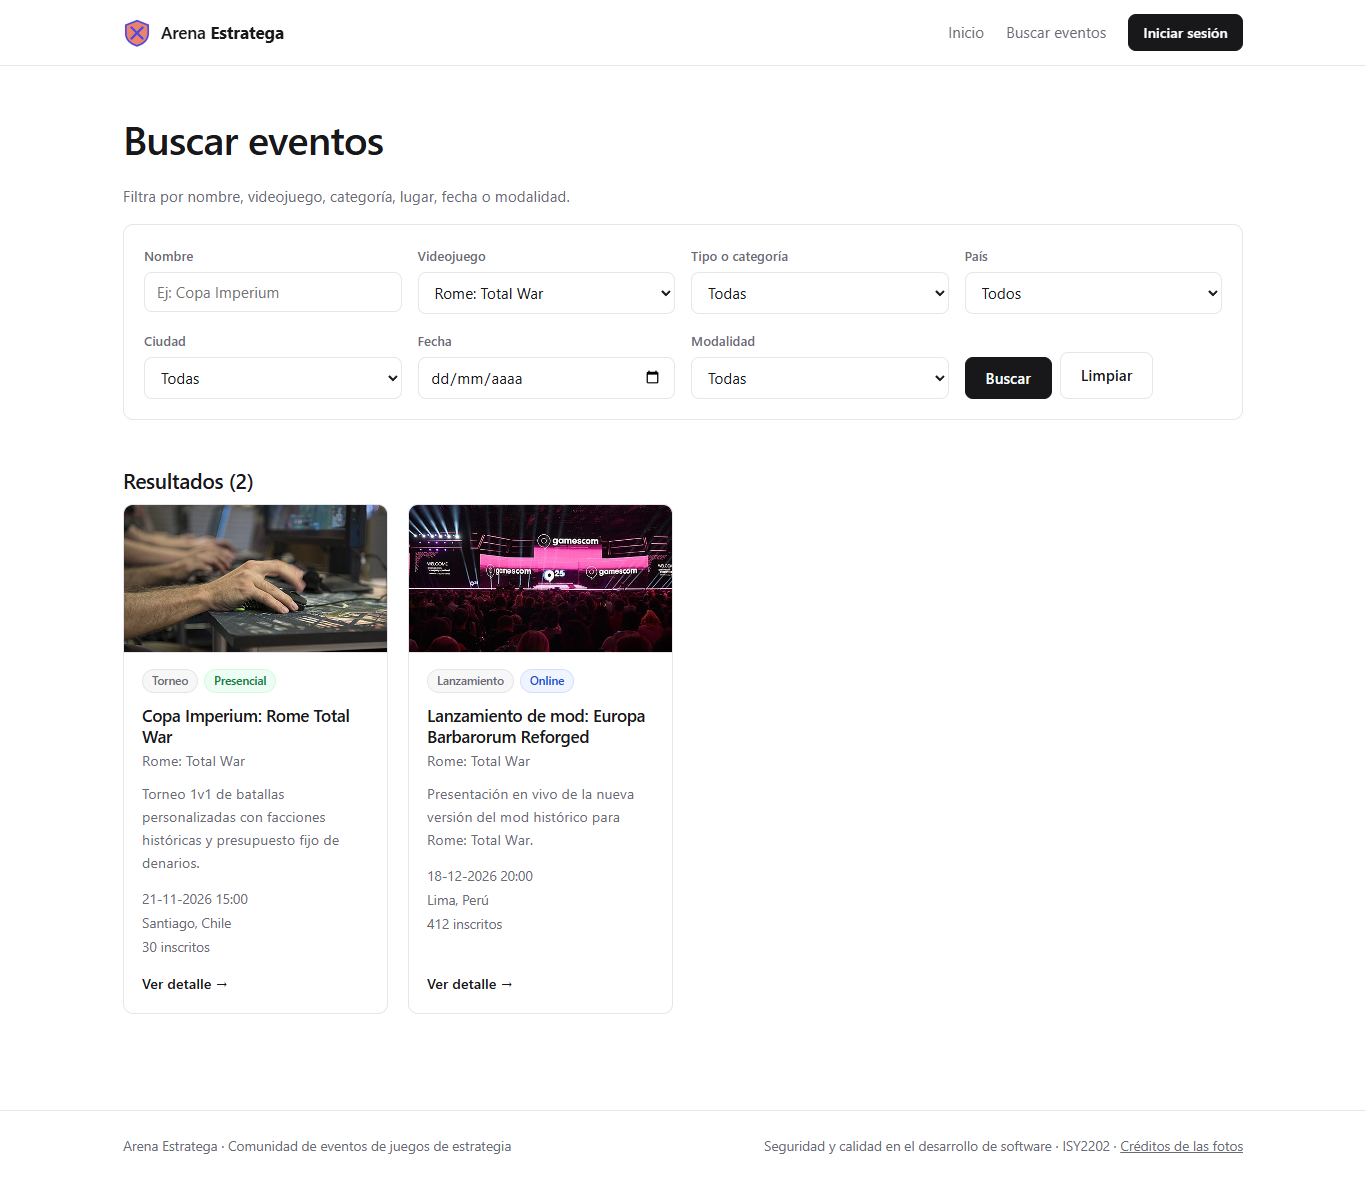 Arena Estratega
Inicio
Buscar eventos
Iniciar sesión
Buscar eventos
Filtra por nombre, videojuego, categoría, lugar, fecha o modalidad.
Nombre
Videojuego
Tipo o categoría
País
Ej: Copa Imperium
Rome: Total War
Todas
Todos
Ciudad
Fecha
Modalidad
Todas
dd/mm/aaaa
Todas
Buscar
Limpiar
Resultados (2)
gamescom
gamescom
gamescom
25
Torneo
Presencial
Copa Imperium: Rome Total
War
Rome: Total War
Torneo 1v1 de batallas
personalizadas con facciones
históricas y presupuesto fijo de
denarios.
21-11-2026 15:00
Santiago, Chile
30 inscritos
Ver detalle →
Lanzamiento
Online
Lanzamiento de mod: Europa
Barbarorum Reforged
Rome: Total War
Presentación en vivo de la nueva
versión del mod histórico para
Rome: Total War.
18-12-2026 20:00
Lima, Perú
412 inscritos
Ver detalle →
Arena Estratega · Comunidad de eventos de juegos de estrategia
Seguridad y calidad en el desarrollo de software · ISY2202 · Créditos de las fotos